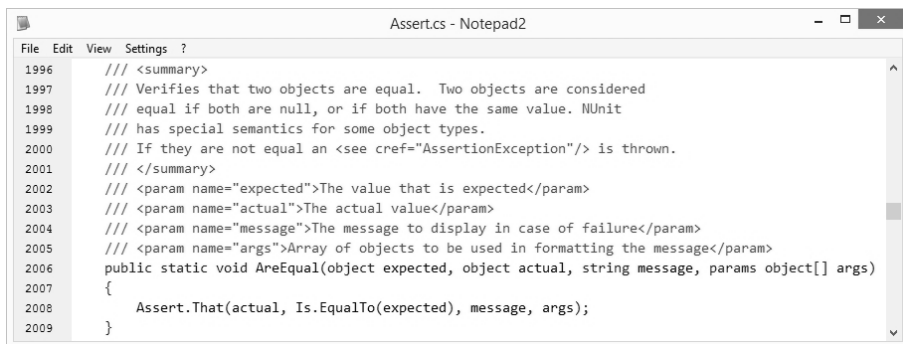 Assert.cs - Notepad2
File Edit View Settings ?
1996 /// <summary>
1997 /// Verifies that two objects are equal.  Two objects are considered
1998 /// equal if both are null, or if both have the same value. NUnit
1999 /// has special semantics for some object types.
2000 /// If they are not equal an <see cref="AssertionException"/> is thrown.
2001 /// </summary>
2002 /// <param name="expected">The value that is expected</param>
2003 /// <param name="actual">The actual value</param>
2004 /// <param name="message">The message to display in case of failure</param>
2005 /// <param name="args">Array of objects to be used in formatting the message</param>
2006 public static void AreEqual(object expected, object actual, string message, params object[] args)
2007 {
2008     Assert.That(actual, Is.EqualTo(expected), message, args);
2009 }